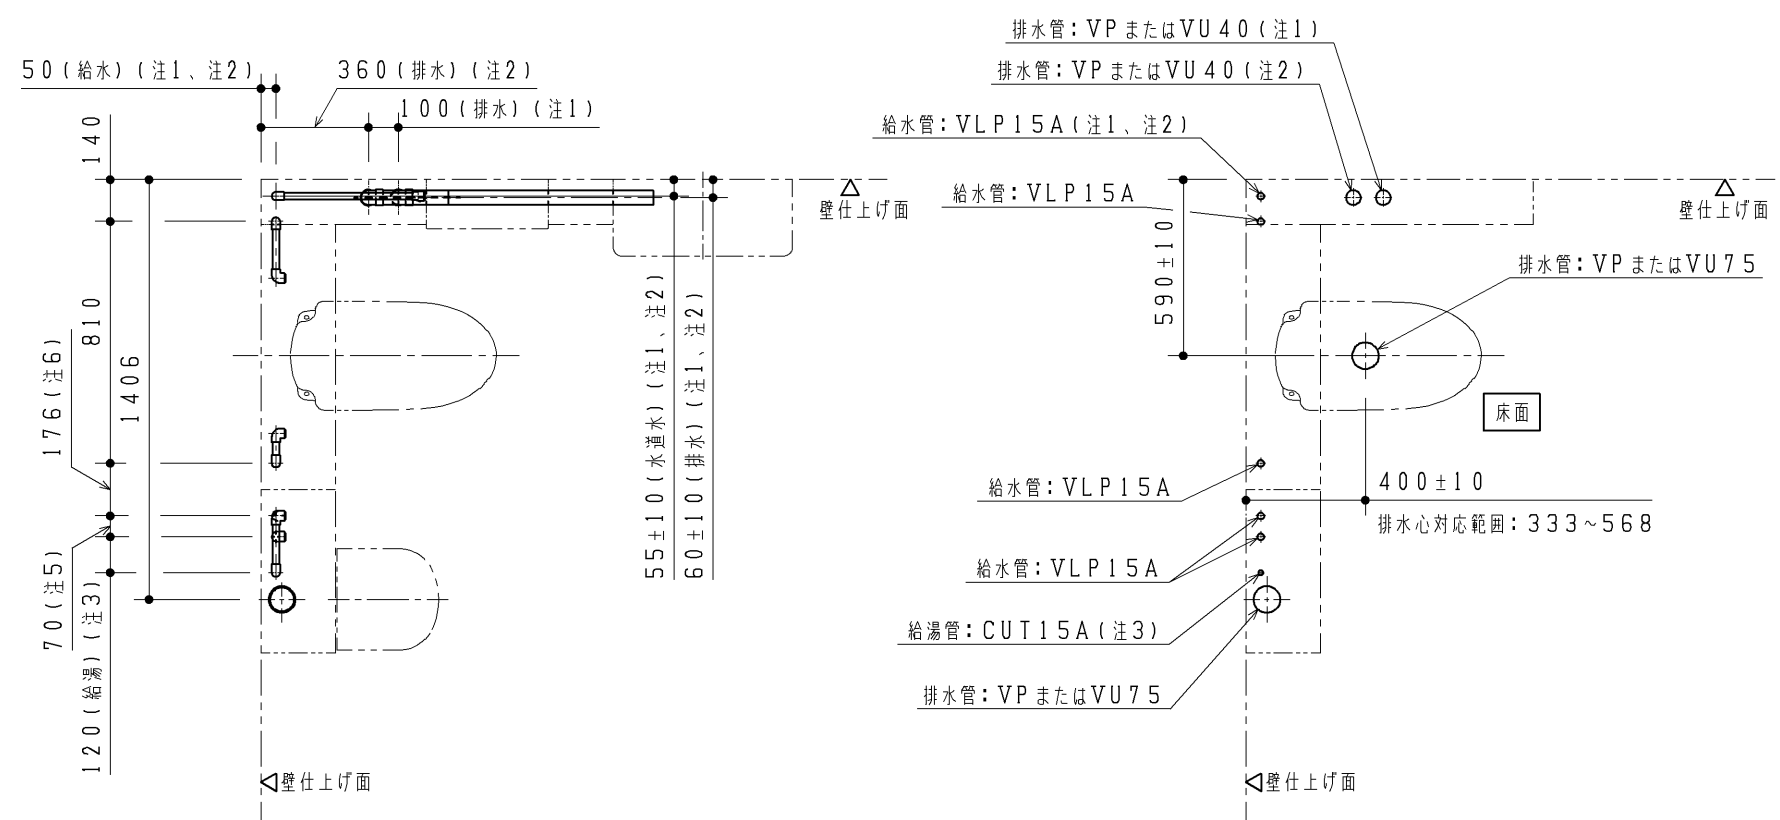 50(給水)(注1、注2)
360(排水)(注2)
100(排水)(注1)
140
810
1406
176(注6)
70(注5)
120(給湯)(注3)
55±10(水道水)(注1、注2)
60±10(排水)(注1、注2)
壁仕上げ面
壁仕上げ面
排水管：VPまたはVU40(注1)
排水管：VPまたはVU40(注2)
給水管：VLP15A(注1、注2)
給水管：VLP15A
壁仕上げ面
590±10
排水管：VPまたはVU75
床面
給水管：VLP15A
400±10
排水心対応範囲：333~568
給水管：VLP15A
給湯管：CUT15A(注3)
排水管：VPまたはVU75
壁仕上げ面